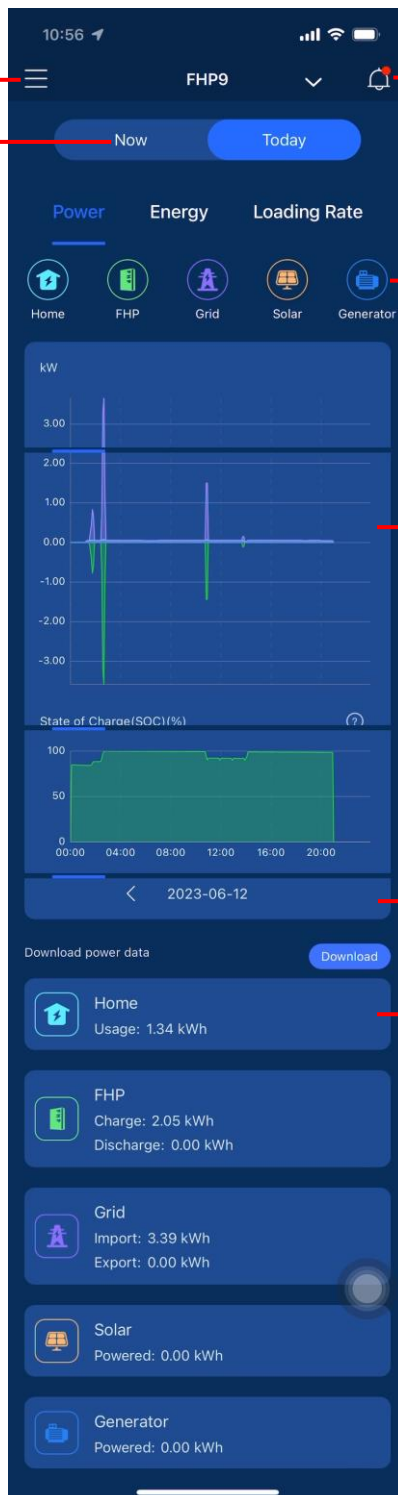 10:56
FHP9
Now Today
Power Energy Loading Rate
Home FHP Grid Solar Generator
kW
3.00
2.00
1.00
0.00
-1.00
-2.00
-3.00
State of Charge(SOC)(%) ?
100
50
0
00:00 04:00 08:00 12:00 16:00 20:00
2023-06-12
Download power data Download
Home
Usage: 1.34 kWh
FHP
Charge: 2.05 kWh
Discharge: 0.00 kWh
Grid
Import: 3.39 kWh
Export: 0.00 kWh
Solar
Powered: 0.00 kWh
Generator
Powered: 0.00 kWh